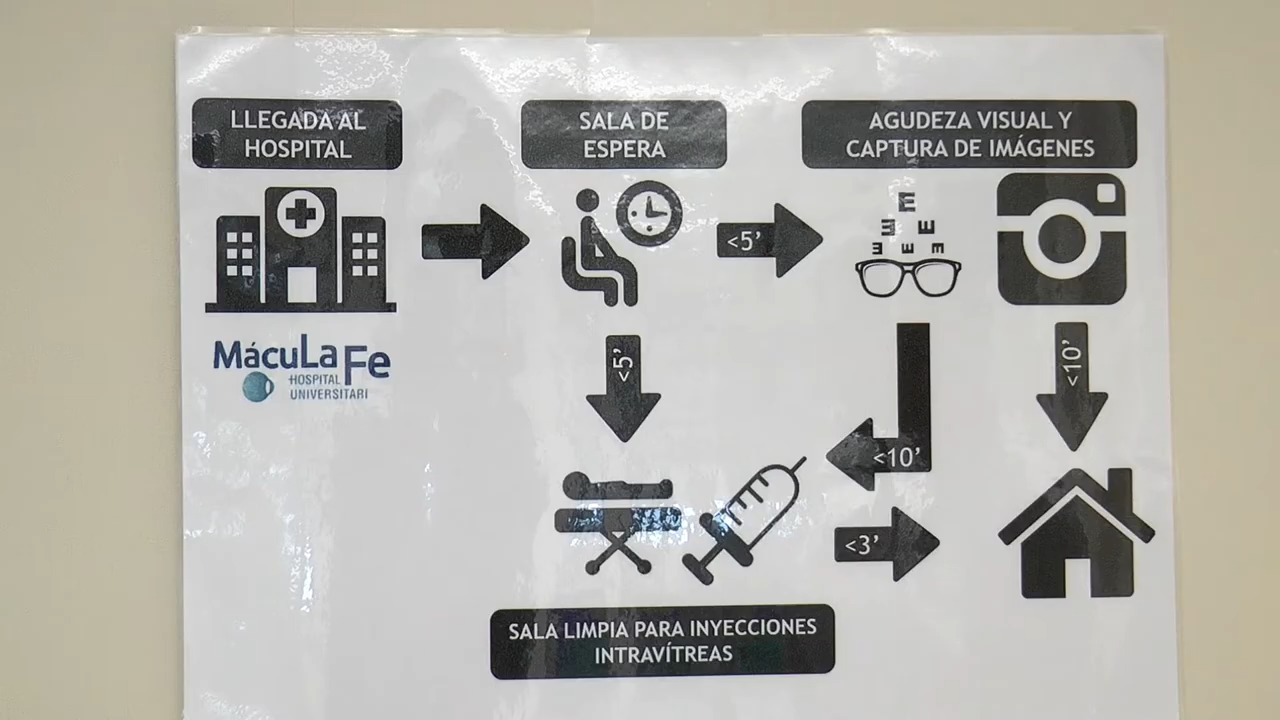 LLEGADA AL
HOSPITAL
SALA DE
ESPERA
AGUDEZA VISUAL Y
CAPTURA DE IMÁGENES
<5’
E
E E
E E E
MácuLa Fe
HOSPITAL
UNIVERSITARI
<5’
<10’
<10’
<3’
SALA LIMPIA PARA INYECCIONES
INTRAVÍTREAS